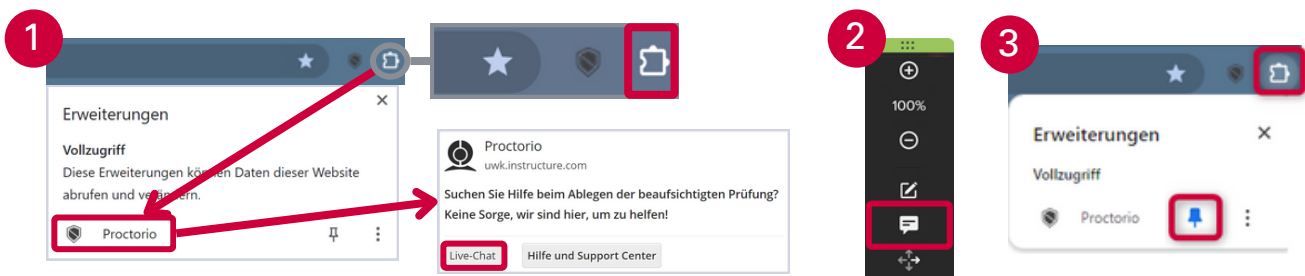 1
Erweiterungen
Vollzugriff
Diese Erweiterungen können Daten dieser Website
abrufen und verändern.
Proctorio
Proctorio
uwk.instructure.com
Suchen Sie Hilfe beim Ablegen der beaufsichtigten Prüfung?
Keine Sorge, wir sind hier, um zu helfen!
Live-Chat
Hilfe und Support Center
2
100%
3
Erweiterungen
Vollzugriff
Proctorio